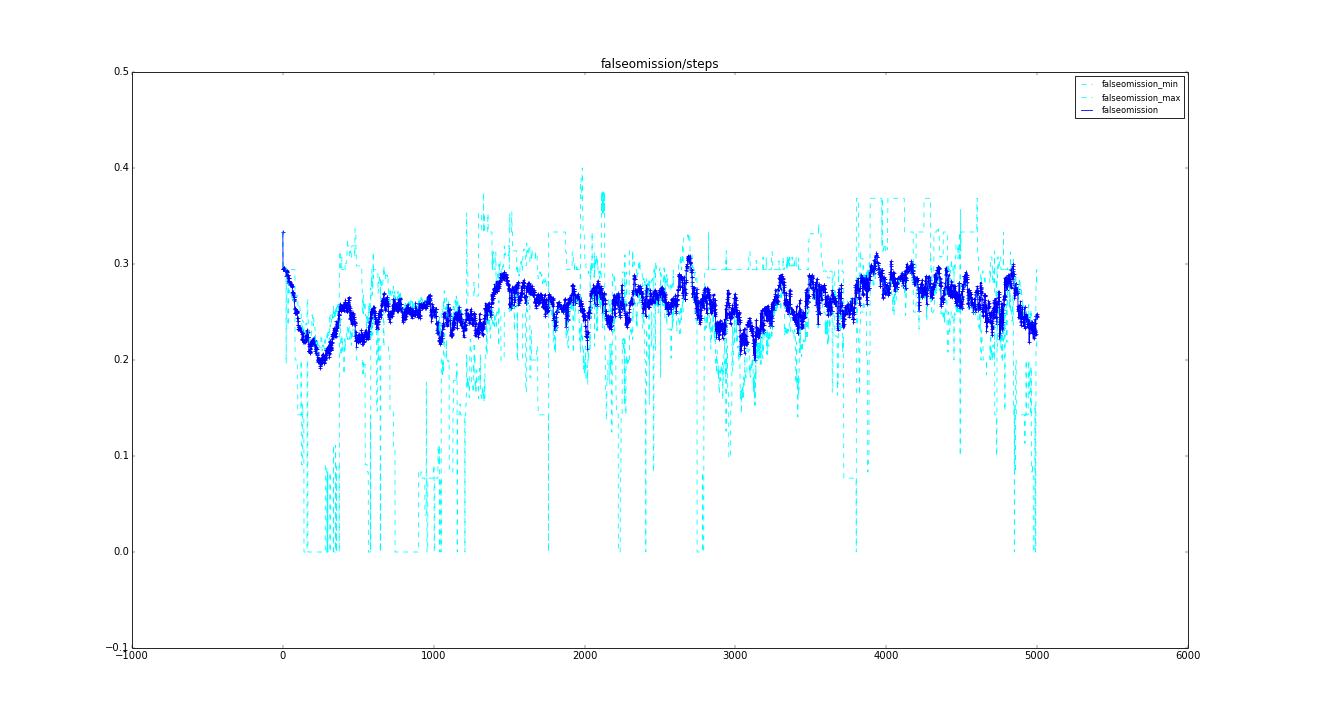 falseomission/steps
0.5
falseomission_min
falseomission_max
falseomission
0.4
0.3
0.2
0.1
0.0
−0.1
−1000 0 1000 2000 3000 4000 5000 6000